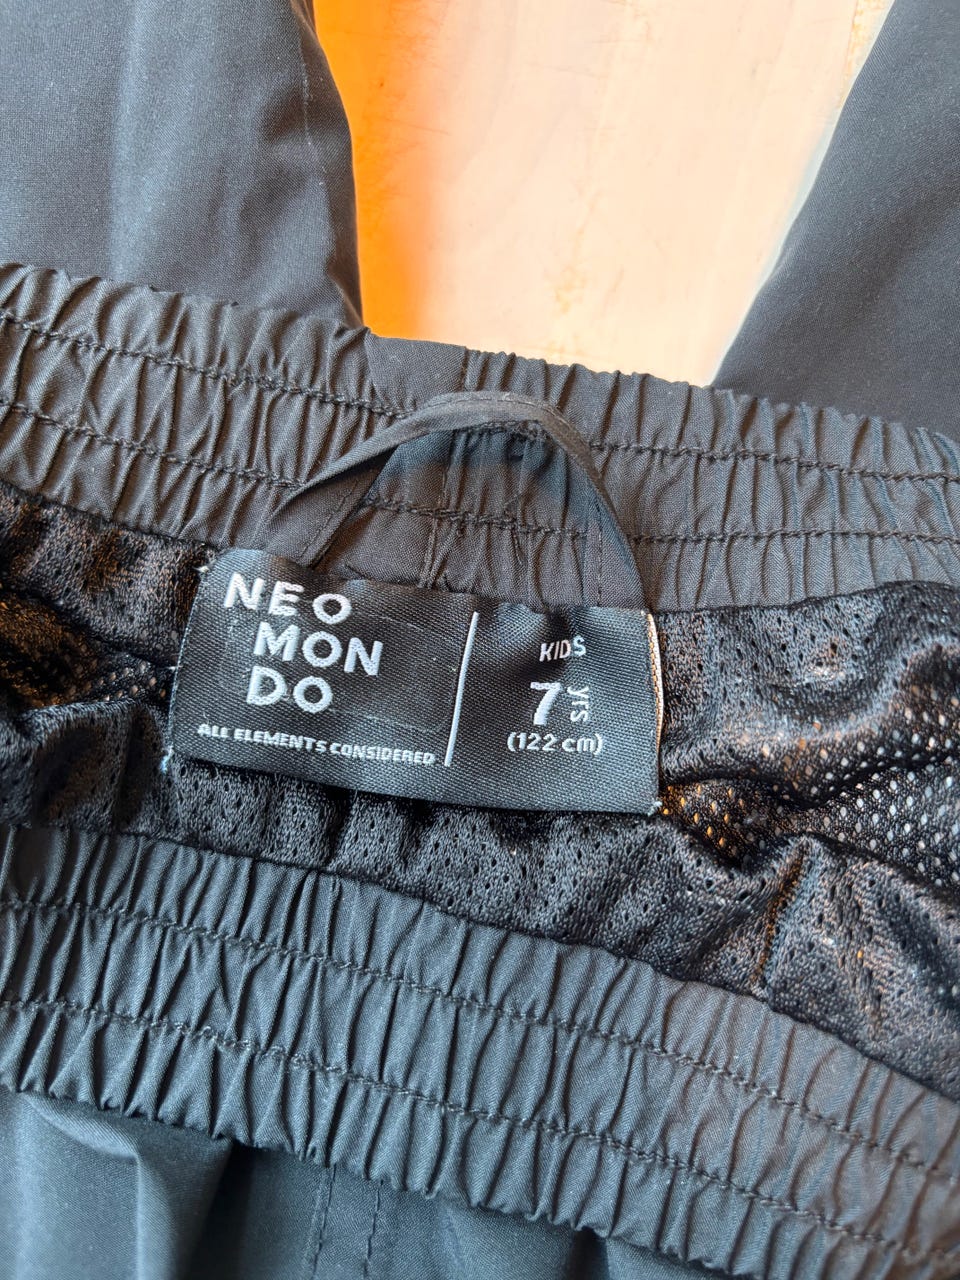 NEO
MON
DO
ALL ELEMENTS CONSIDERED
KIDS
7 yrs
(122 cm)